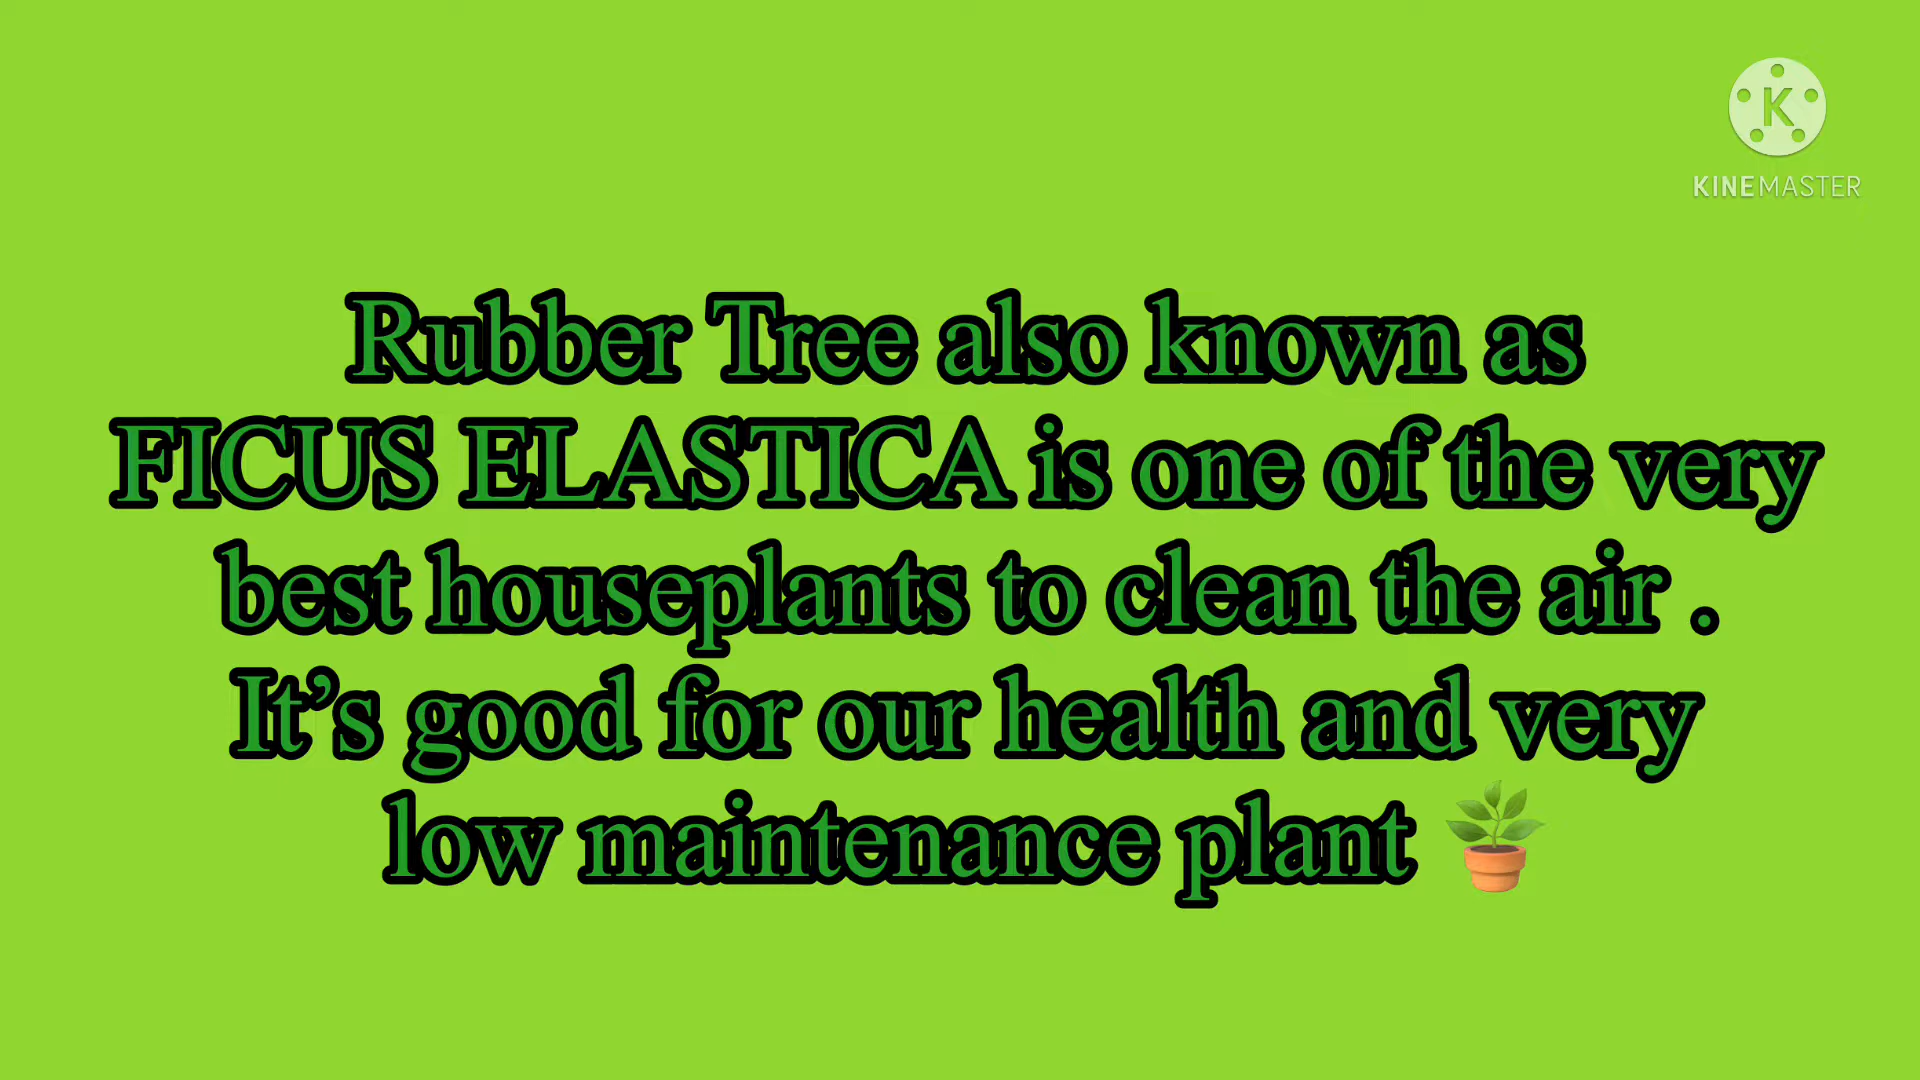 K
KINEMASTER
Rubber Tree also known as
FICUS ELASTICA is one of the very
best houseplants to clean the air .
It’s good for our health and very
low maintenance plant 🪴